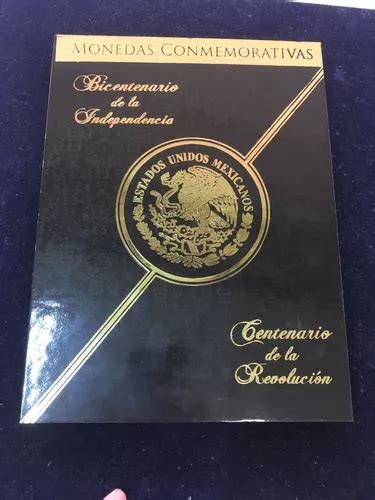 MONEDAS CONMEMORATIVAS
Bicentenario
de la
Independencia
ESTADOS UNIDOS MEXICANOS
Centenario
de la
Revolución